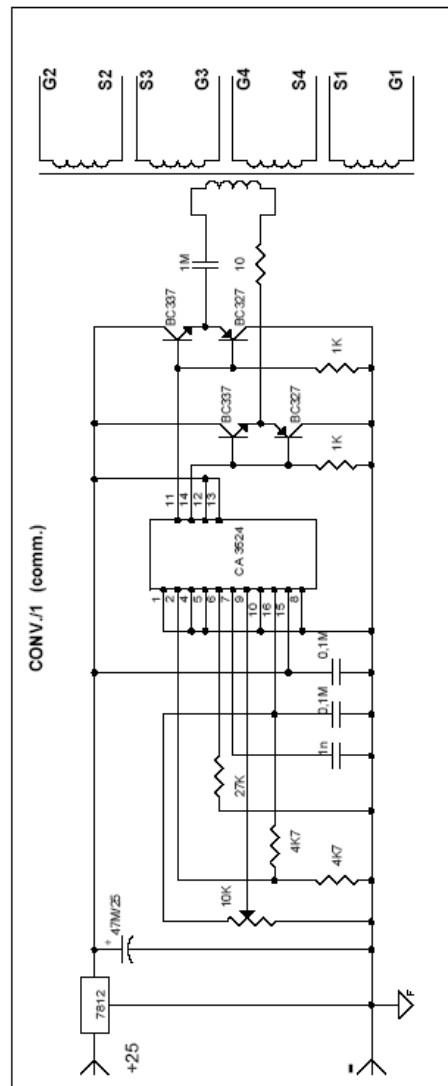 G2 S2 S3 G3 G4 S4 S1 G1
1M
10
BC337
BC327
1K
BC337
BC327
1K
11
14
12
13
CA 3524
1
2
4
5
6
7
9
10
16
15
8
CONV./1 (comm.)
0,1M
0,1M
1n
27K
4K7
4K7
10K
+
47M/25
7812
+25
-
F